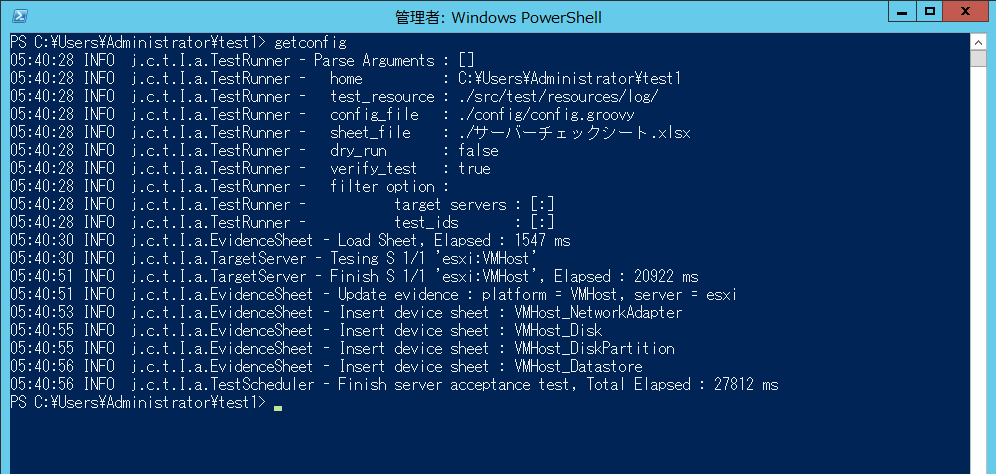 管理者: Windows PowerShell
PS C:¥Users¥Administrator¥test1> getconfig
05:40:28 INFO  j.c.t.I.a.TestRunner - Parse Arguments : []
05:40:28 INFO  j.c.t.I.a.TestRunner -   home          : C:¥Users¥Administrator¥test1
05:40:28 INFO  j.c.t.I.a.TestRunner -   test_resource : ./src/test/resources/log/
05:40:28 INFO  j.c.t.I.a.TestRunner -   config_file   : ./config/config.groovy
05:40:28 INFO  j.c.t.I.a.TestRunner -   sheet_file    : ./サーバーチェックシート.xlsx
05:40:28 INFO  j.c.t.I.a.TestRunner -   dry_run       : false
05:40:28 INFO  j.c.t.I.a.TestRunner -   verify_test   : true
05:40:28 INFO  j.c.t.I.a.TestRunner -   filter option :
05:40:28 INFO  j.c.t.I.a.TestRunner -           target servers : [:]
05:40:28 INFO  j.c.t.I.a.TestRunner -           test_ids       : [:]
05:40:30 INFO  j.c.t.I.a.EvidenceSheet - Load Sheet, Elapsed : 1547 ms
05:40:30 INFO  j.c.t.I.a.TargetServer - Tesing S 1/1 'esxi:VMHost'
05:40:51 INFO  j.c.t.I.a.TargetServer - Finish S 1/1 'esxi:VMHost', Elapsed : 20922 ms
05:40:51 INFO  j.c.t.I.a.EvidenceSheet - Update evidence : platform = VMHost, server = esxi
05:40:53 INFO  j.c.t.I.a.EvidenceSheet - Insert device sheet : VMHost_NetworkAdapter
05:40:55 INFO  j.c.t.I.a.EvidenceSheet - Insert device sheet : VMHost_Disk
05:40:55 INFO  j.c.t.I.a.EvidenceSheet - Insert device sheet : VMHost_DiskPartition
05:40:56 INFO  j.c.t.I.a.EvidenceSheet - Insert device sheet : VMHost_Datastore
05:40:56 INFO  j.c.t.I.a.TestScheduler - Finish server acceptance test, Total Elapsed : 27812 ms
PS C:¥Users¥Administrator¥test1>